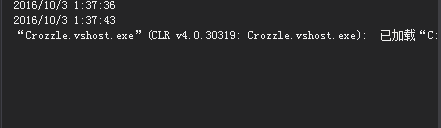 2016/10/3 1:37:36
2016/10/3 1:37:43
“Crozzle.vshost.exe”(CLR v4.0.30319: Crozzle.vshost.exe): 已加载“C: